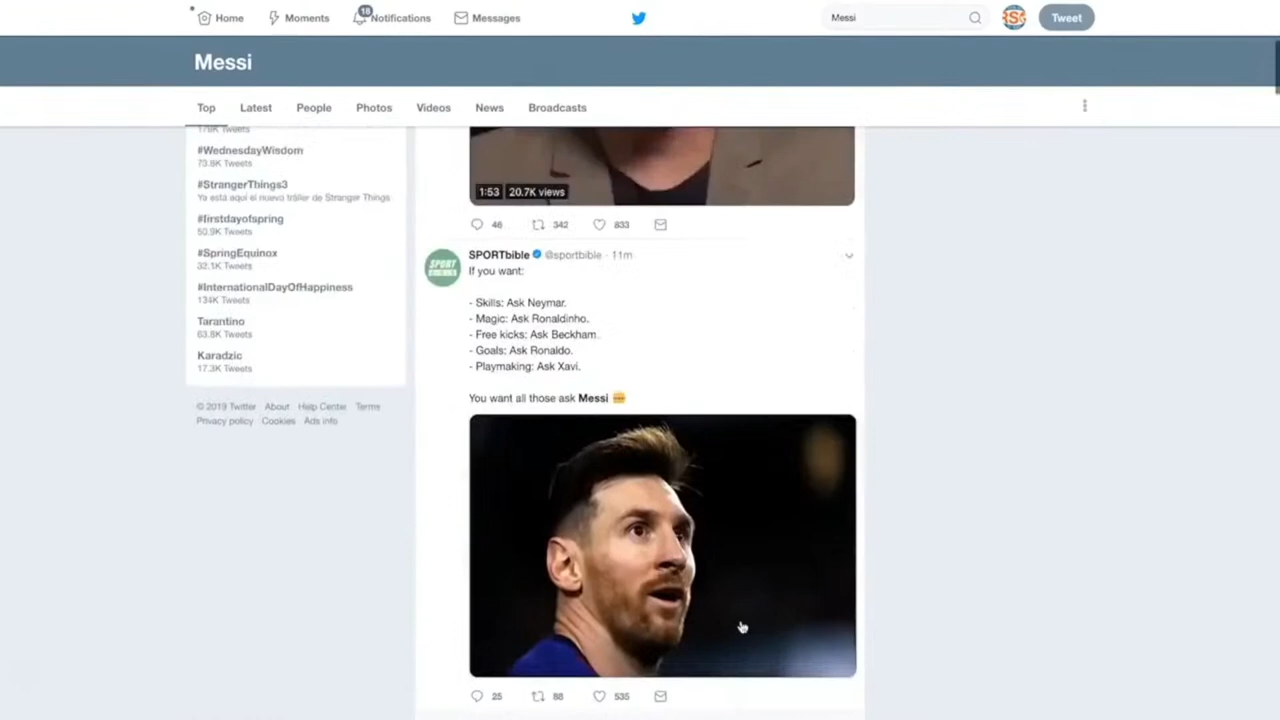 Home
Moments
18
Notifications
Messages
Messi
Tweet
Messi
Top
Latest
People
Photos
Videos
News
Broadcasts
Tweets
#WednesdayWisdom
73.9K Tweets
#StrangerThings3
Ya está aquí el nuevo tráiler de Stranger Things
#firstdayofspring
50.9K Tweets
#SpringEquinox
33.1K Tweets
#InternationalDayOfHappiness
134K Tweets
Tarantino
63.8K Tweets
Karadzic
17.3K Tweets
© 2019 Twitter About Help Center Terms
Privacy policy Cookies Ads info
1:53 20.7K views
46 342 833
SPORTbible @sportbible · 11m
SPORT
If you want:
- Skills: Ask Neymar.
- Magic: Ask Ronaldinho.
- Free kicks: Ask Beckham.
- Goals: Ask Ronaldo.
- Playmaking: Ask Xavi.
You want all those ask Messi
25 88 535